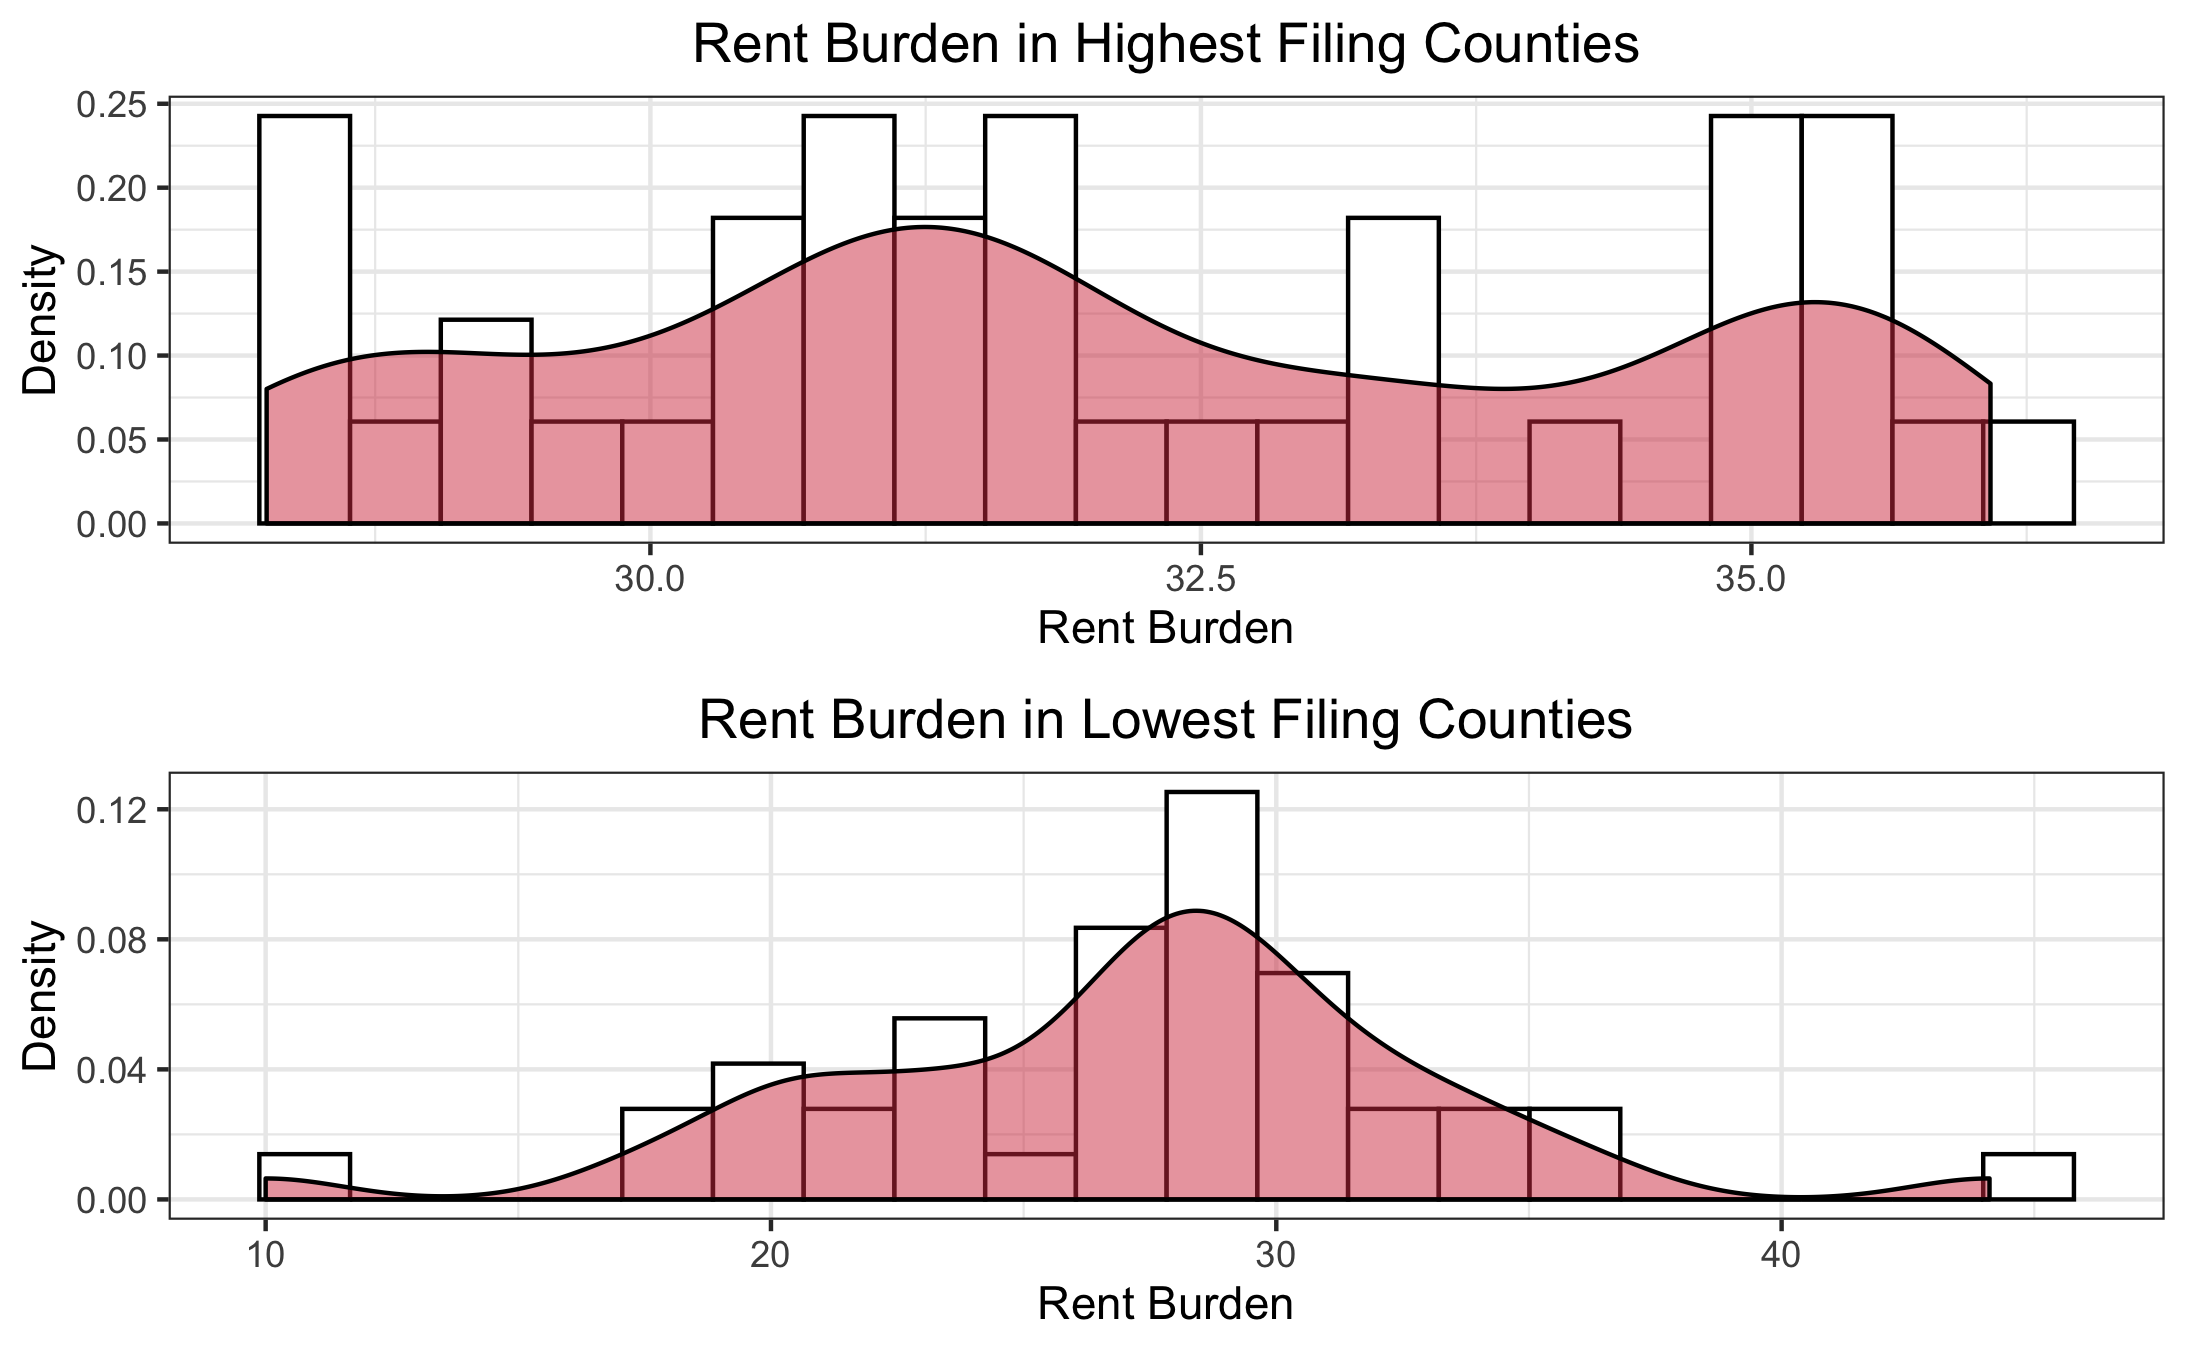 Rent Burden in Highest Filing Counties
0.25
0.20
0.15
0.10
0.05
0.00
Density
30.0 32.5 35.0
Rent Burden
Rent Burden in Lowest Filing Counties
0.12
0.08
0.04
0.00
Density
10 20 30 40
Rent Burden